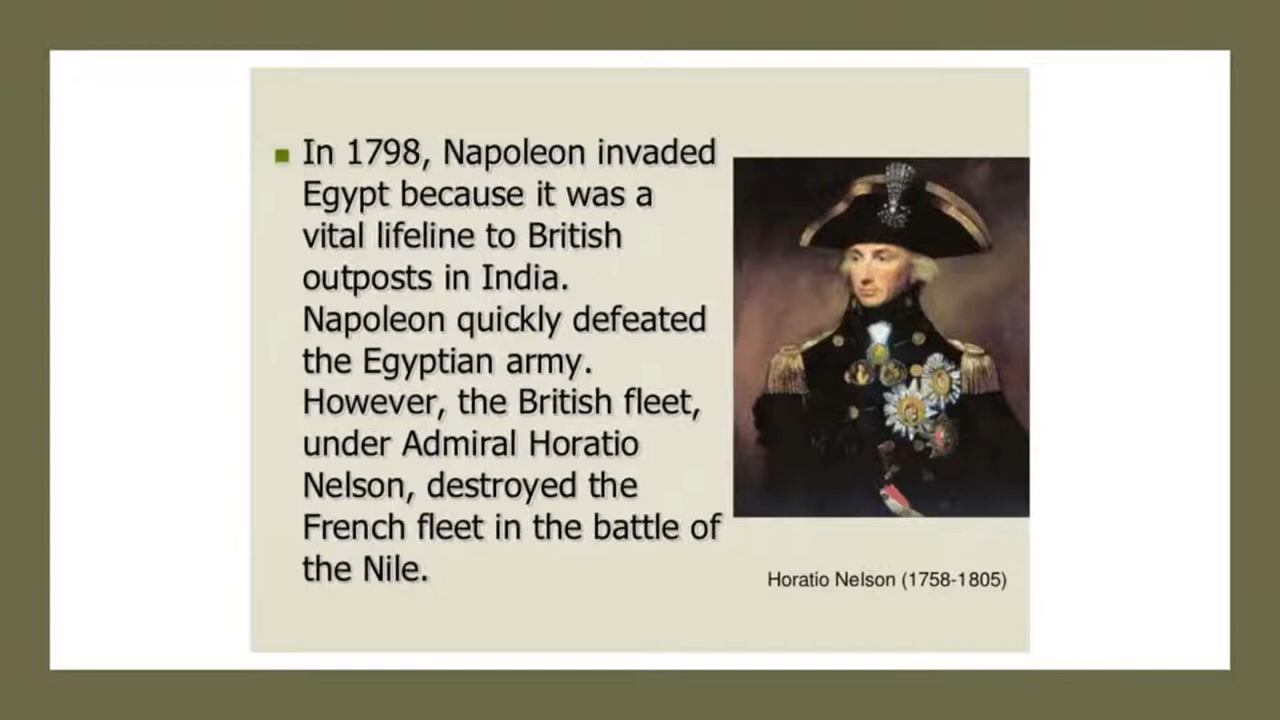 In 1798, Napoleon invaded
Egypt because it was a
vital lifeline to British
outposts in India.
Napoleon quickly defeated
the Egyptian army.
However, the British fleet,
under Admiral Horatio
Nelson, destroyed the
French fleet in the battle of
the Nile.
Horatio Nelson (1758-1805)